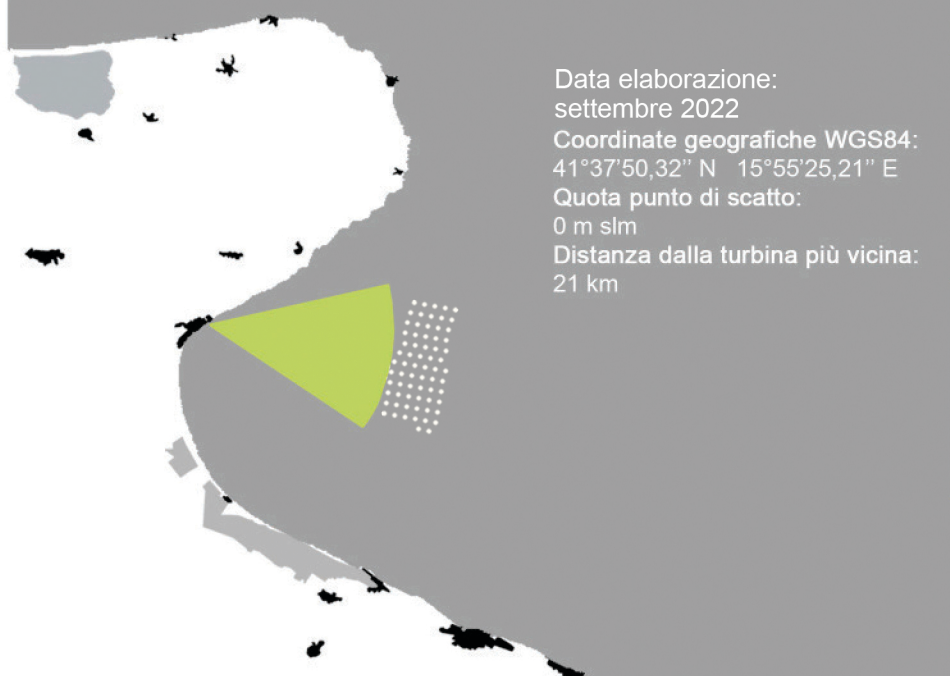 Data elaborazione:
settembre 2022
Coordinate geografiche WGS84:
41°37’50,32’’ N 15°55’25,21’’ E
Quota punto di scatto:
0 m slm
Distanza dalla turbina più vicina:
21 km